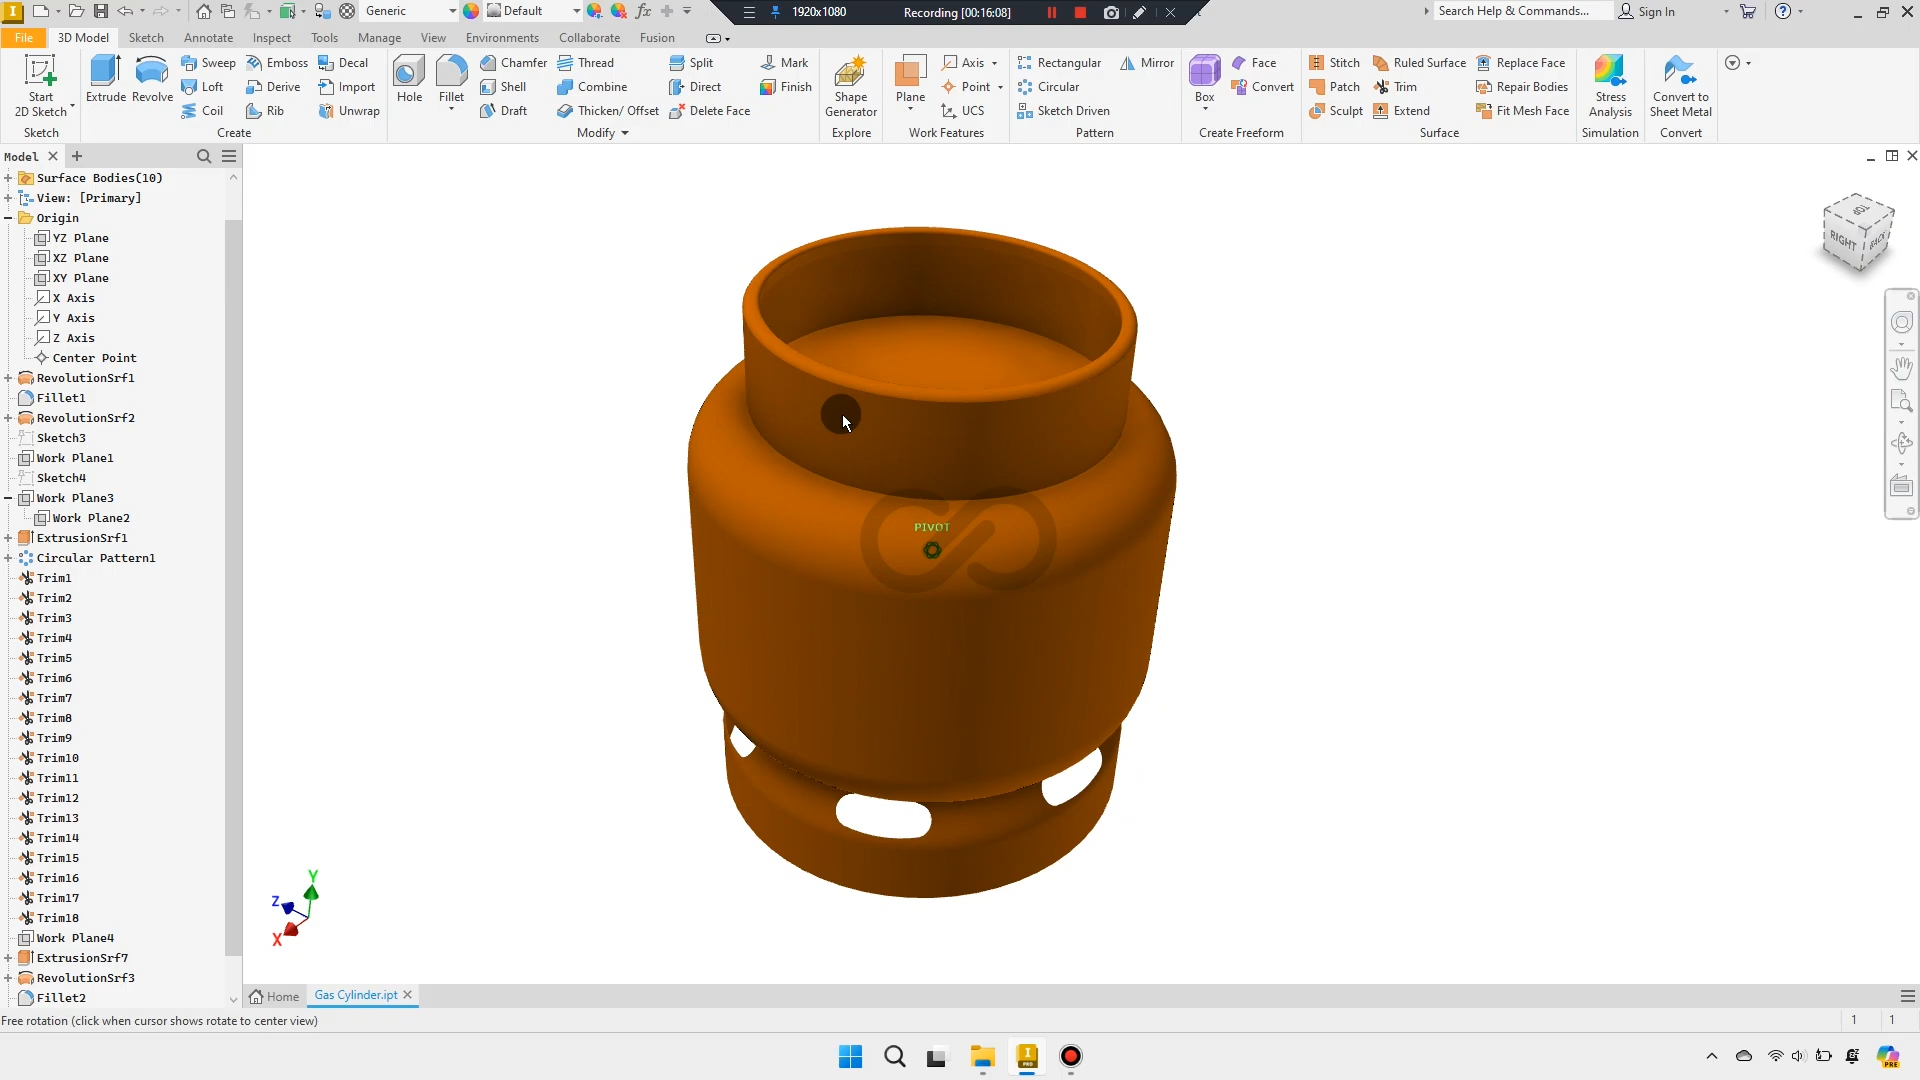 Generic
Default
1920x1080
Recording [00:16:08]
Search Help & Commands...
Sign In
File
3D Model
Sketch
Annotate
Inspect
Tools
Manage
View
Environments
Collaborate
Fusion
Start
2D Sketch
Sketch
Extrude
Revolve
Sweep
Loft
Coil
Emboss
Derive
Rib
Decal
Import
Unwrap
Create
Hole
Fillet
Chamfer
Shell
Draft
Thread
Combine
Thicken/ Offset
Split
Direct
Delete Face
Modify
Mark
Finish
Shape
Generator
Explore
Plane
Axis
Point
UCS
Work Features
Rectangular
Circular
Sketch Driven
Mirror
Pattern
Box
Face
Convert
Create Freeform
Stitch
Patch
Sculpt
Ruled Surface
Trim
Extend
Replace Face
Repair Bodies
Fit Mesh Face
Surface
Stress
Analysis
Simulation
Convert to
Sheet Metal
Convert
Model
Surface Bodies(10)
View: [Primary]
Origin
YZ Plane
XZ Plane
XY Plane
X Axis
Y Axis
Z Axis
Center Point
RevolutionSrf1
Fillet1
RevolutionSrf2
Sketch3
Work Plane1
Sketch4
Work Plane3
Work Plane2
ExtrusionSrf1
Circular Pattern1
Trim1
Trim2
Trim3
Trim4
Trim5
Trim6
Trim7
Trim8
Trim9
Trim10
Trim11
Trim12
Trim13
Trim14
Trim15
Trim16
Trim17
Trim18
Work Plane4
ExtrusionSrf7
RevolutionSrf3
Fillet2
PIVOT
TOP
RIGHT
BACK
Y
Z
X
Home
Gas Cylinder.ipt
Free rotation (click when cursor shows rotate to center view)
1
1
I
PRO
PRE